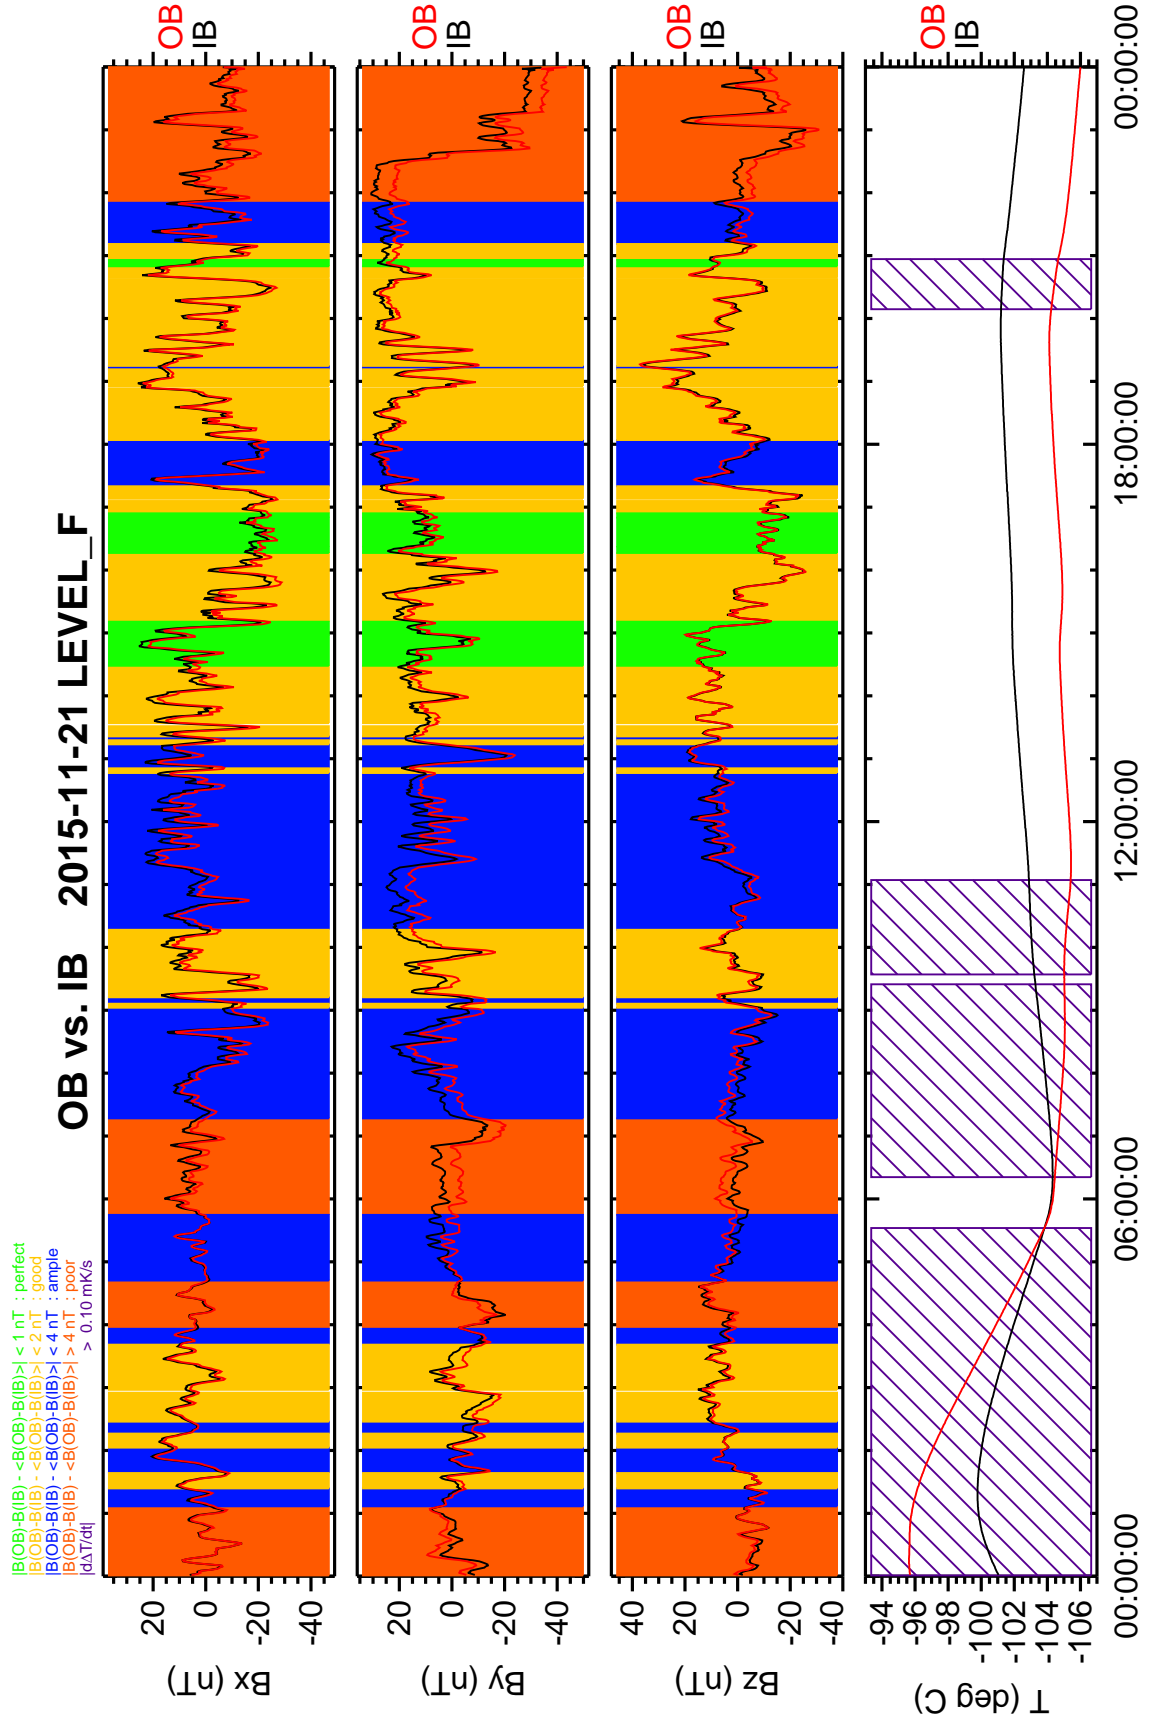 OB vs. IB 2015-11-21 LEVEL_F
|B(OB)-B(IB) - <B(OB)-B(IB)>| < 1 nT : perfect
|B(OB)-B(IB) - <B(OB)-B(IB)>| < 2 nT : good
|B(OB)-B(IB) - <B(OB)-B(IB)>| < 4 nT : ample
|B(OB)-B(IB) - <B(OB)-B(IB)>| > 4 nT : poor
|dΔT/dt| > 0.10 mK/s
Bx (nT)
20
0
-20
-40
OB
IB
By (nT)
20
0
-20
-40
OB
IB
Bz (nT)
40
20
0
-20
-40
OB
IB
T (deg C)
-94
-96
-98
-100
-102
-104
-106
OB
IB
00:00:00 06:00:00 12:00:00 18:00:00 00:00:00